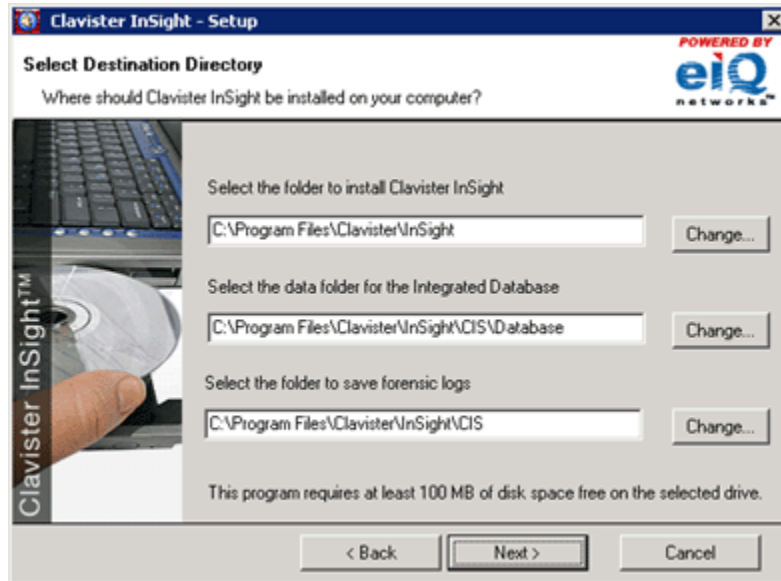 Clavister InSight - Setup
POWERED BY
eiQ
networks™
Select Destination Directory
Where should Clavister InSight be installed on your computer?
Clavister InSight™
Select the folder to install Clavister InSight
C:\Program Files\Clavister\InSight
Change...
Select the data folder for the Integrated Database
C:\Program Files\Clavister\InSight\CIS\Database
Change...
Select the folder to save forensic logs
C:\Program Files\Clavister\InSight\CIS
Change...
This program requires at least 100 MB of disk space free on the selected drive.
< Back
Next >
Cancel